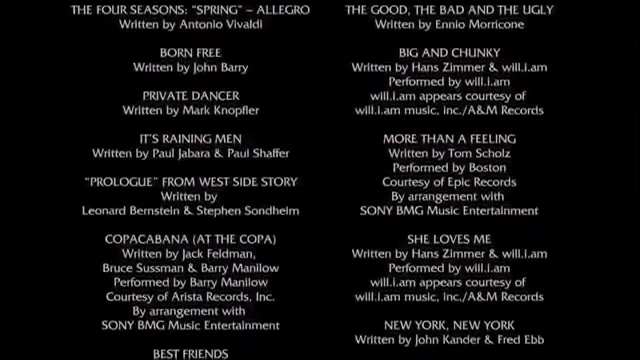 THE FOUR SEASONS: "SPRING" – ALLEGRO
Written by Antonio Vivaldi
BORN FREE
Written by John Barry
PRIVATE DANCER
Written by Mark Knopfler
IT'S RAINING MEN
Written by Paul Jabara & Paul Shaffer
"PROLOGUE" FROM WEST SIDE STORY
Written by
Leonard Bernstein & Stephen Sondheim
COPACABANA (AT THE COPA)
Written by Jack Feldman,
Bruce Sussman & Barry Manilow
Performed by Barry Manilow
Courtesy of Arista Records, Inc.
By arrangement with
SONY BMG Music Entertainment
BEST FRIENDS
THE GOOD, THE BAD AND THE UGLY
Written by Ennio Morricone
BIG AND CHUNKY
Written by Hans Zimmer & will.i.am
Performed by will.i.am
will.i.am appears courtesy of
will.i.am music, inc./A&M Records
MORE THAN A FEELING
Written by Tom Scholz
Performed by Boston
Courtesy of Epic Records
By arrangement with
SONY BMG Music Entertainment
SHE LOVES ME
Written by Hans Zimmer & will.i.am
Performed by will.i.am
will.i.am appears courtesy of
will.i.am music, inc./A&M Records
NEW YORK, NEW YORK
Written by John Kander & Fred Ebb